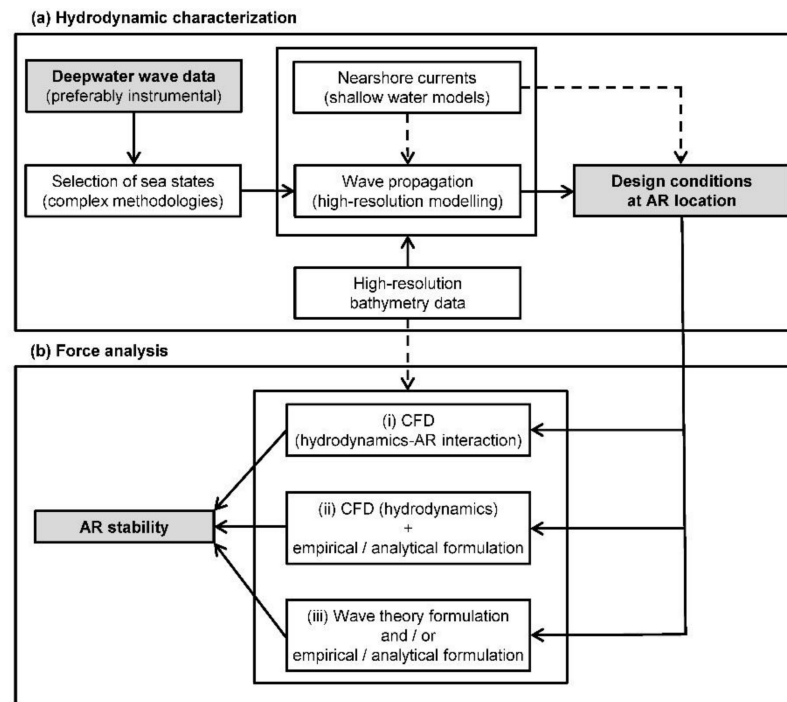 (a) Hydrodynamic characterization
Deepwater wave data
(preferably instrumental)
Nearshore currents
(shallow water models)
Selection of sea states
(complex methodologies)
Wave propagation
(high-resolution modelling)
Design conditions
at AR location
High-resolution
bathymetry data
(b) Force analysis
(i) CFD
(hydrodynamics-AR interaction)
AR stability
(ii) CFD (hydrodynamics)
+
empirical / analytical formulation
(iii) Wave theory formulation
and / or
empirical / analytical formulation